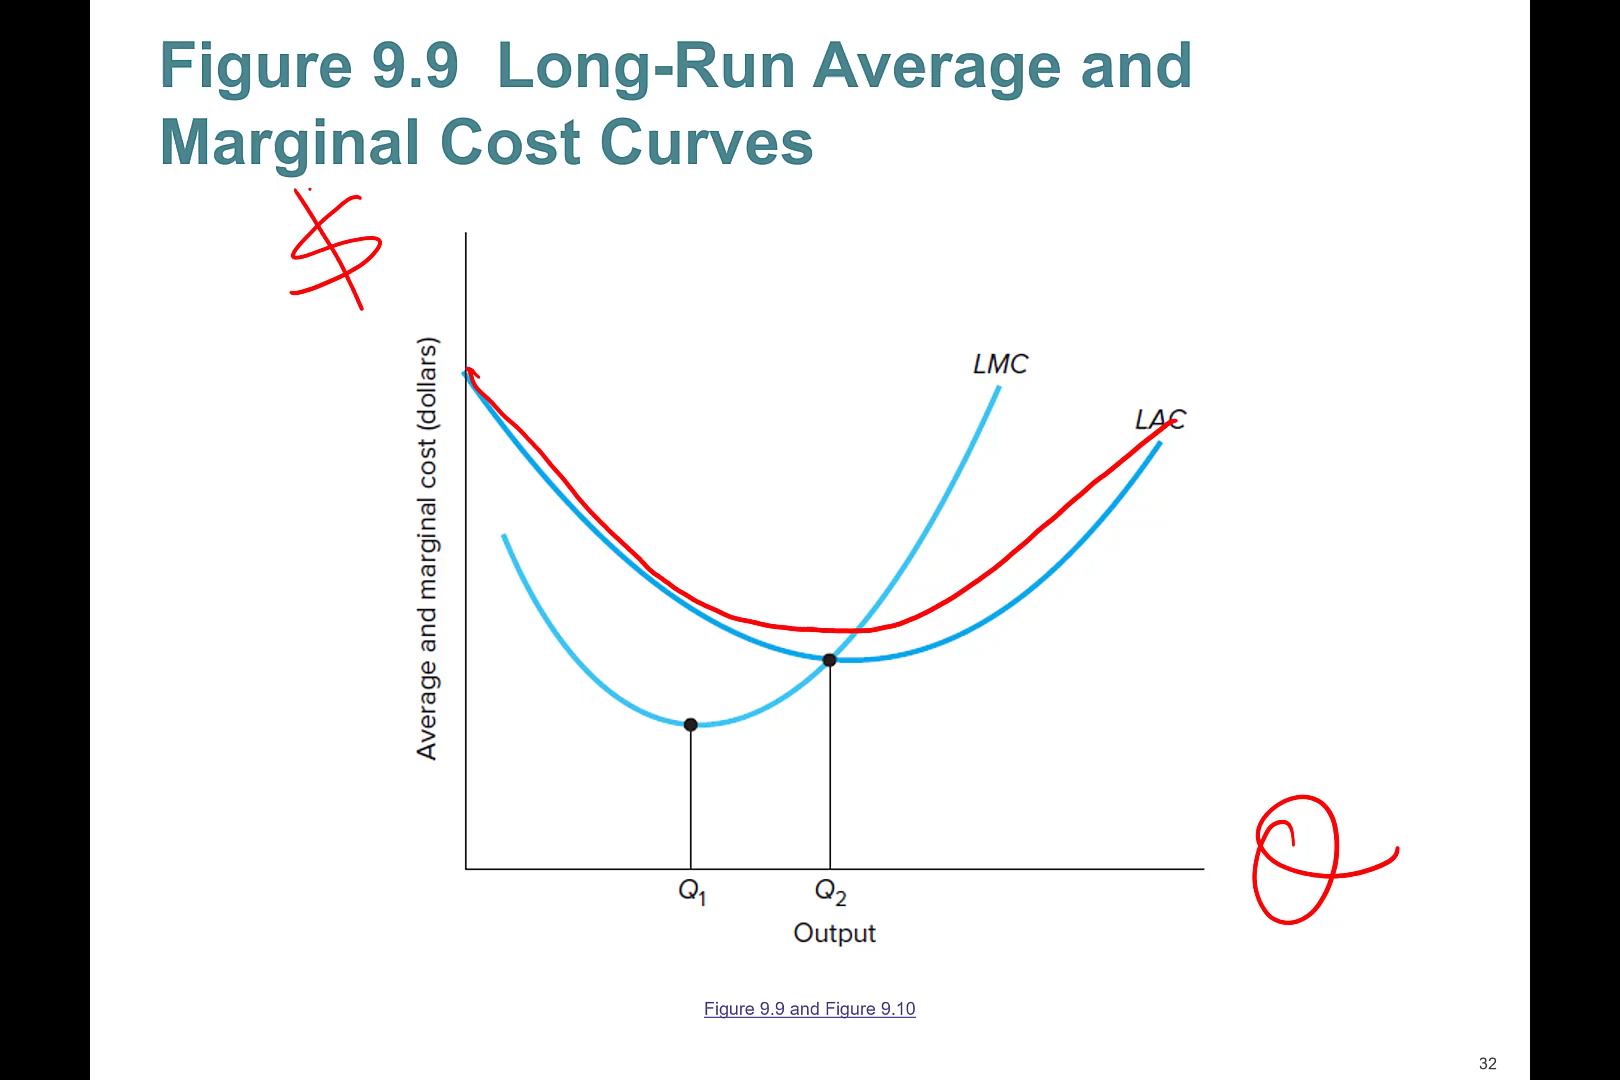 Figure 9.9 Long-Run Average and
Marginal Cost Curves
$
Average and marginal cost (dollars)
LMC
LAC
Q1
Q2
Output
Q
Figure 9.9 and Figure 9.10
32